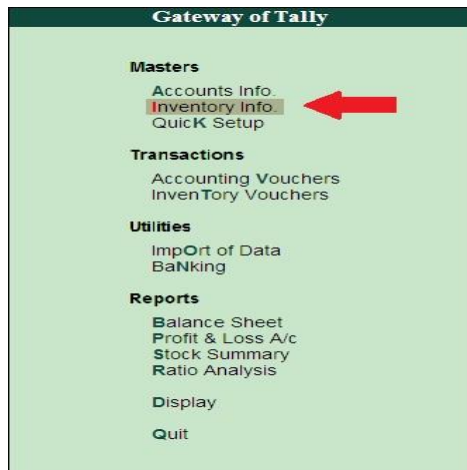 Gateway of Tally
Masters
Accounts Info.
Inventory Info.
QuicK Setup
Transactions
Accounting Vouchers
InvenTory Vouchers
Utilities
ImpOrt of Data
BaNking
Reports
Balance Sheet
Profit & Loss A/c
Stock Summary
Ratio Analysis
Display
Quit